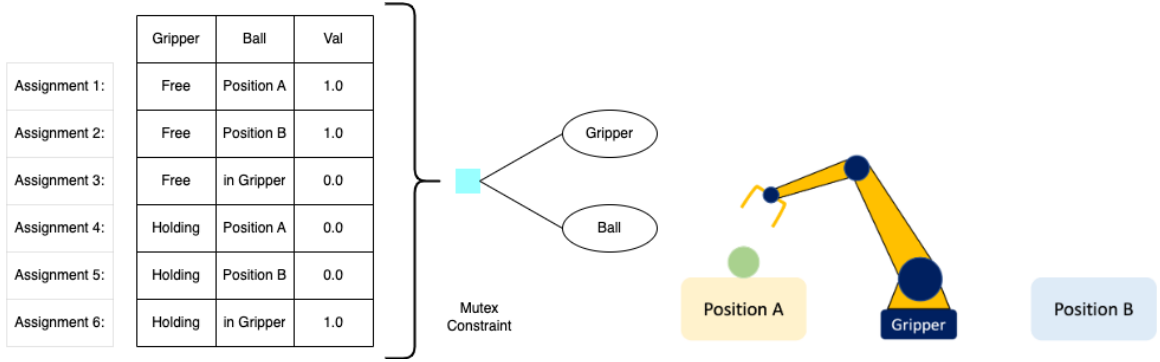 Gripper Ball Val
Assignment 1: Free Position A 1.0
Assignment 2: Free Position B 1.0
Assignment 3: Free in Gripper 0.0
Assignment 4: Holding Position A 0.0
Assignment 5: Holding Position B 0.0
Assignment 6: Holding in Gripper 1.0
Mutex
Constraint
Gripper
Ball
Position A
Gripper
Position B